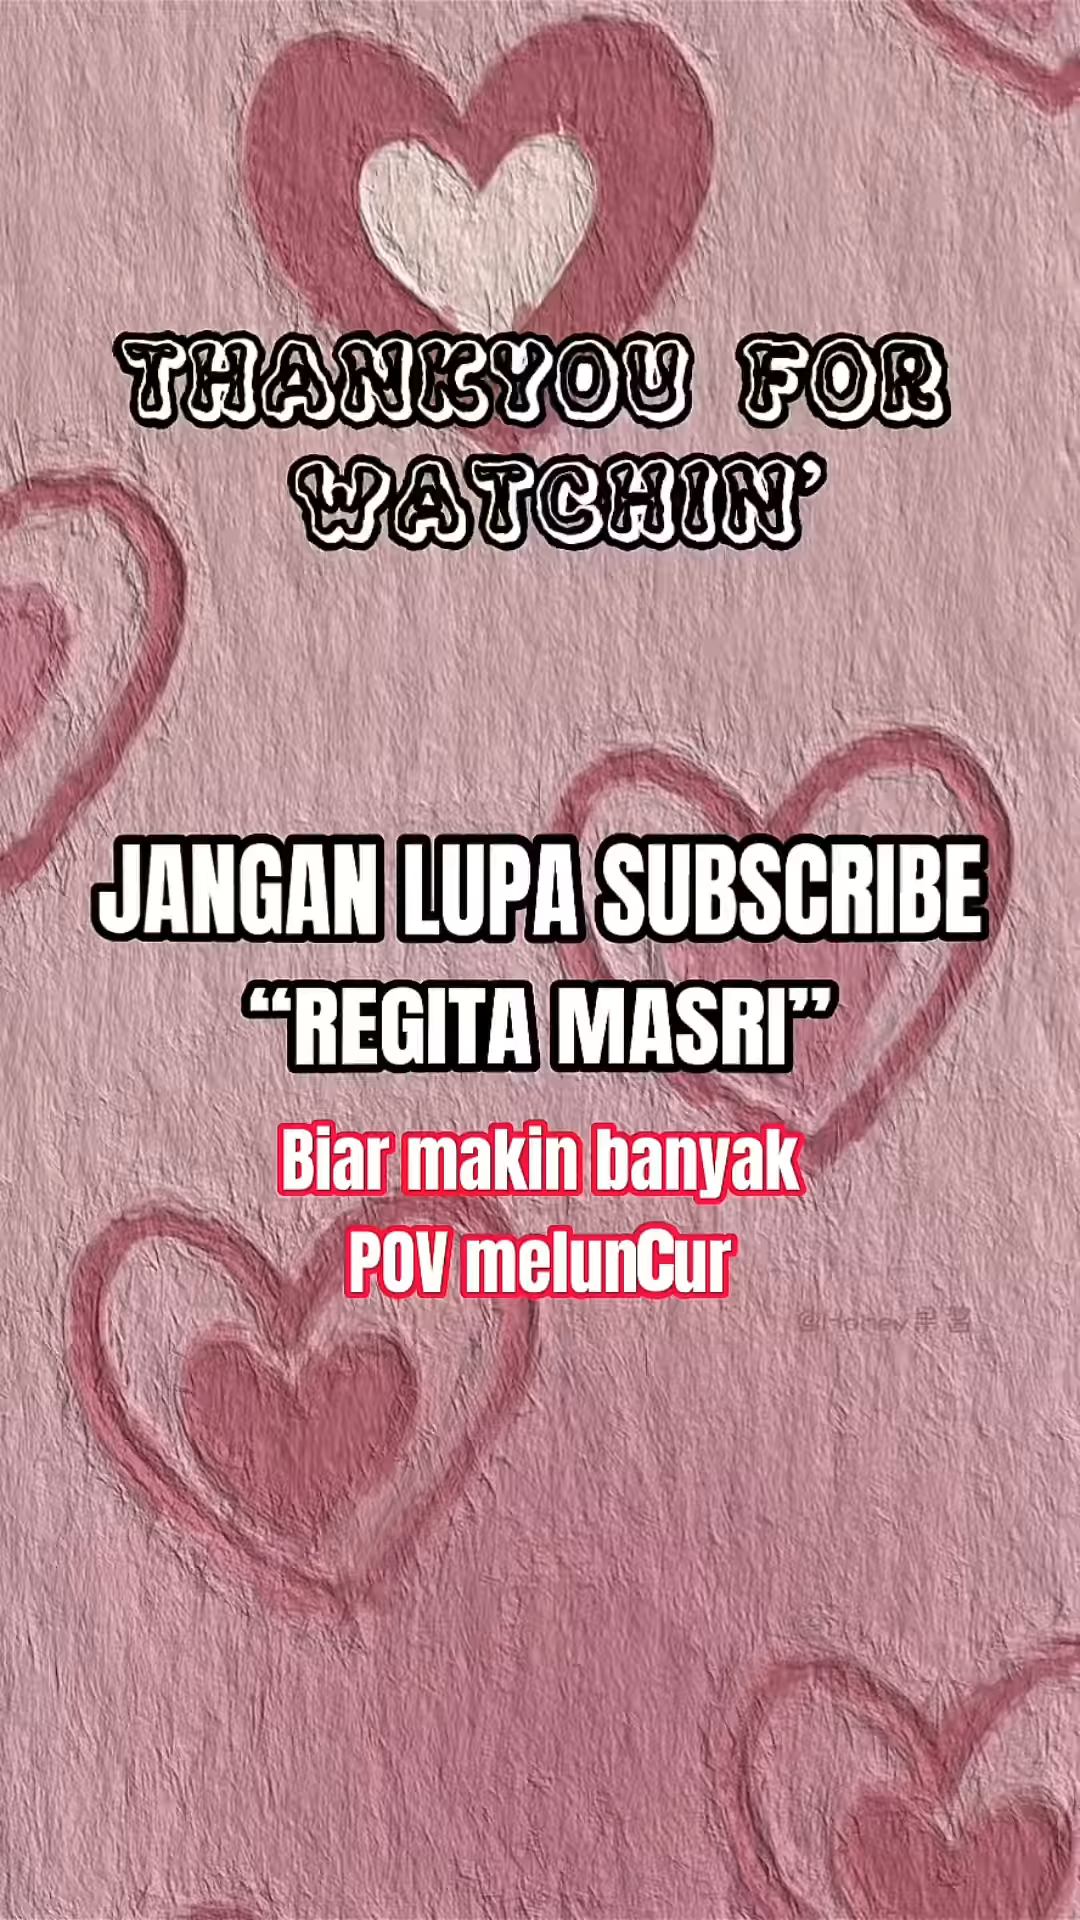 THANKYOU FOR
WATCHIN'
JANGAN LUPA SUBSCRIBE
“REGITA MASRI”
Biar makin banyak
POV melunCur